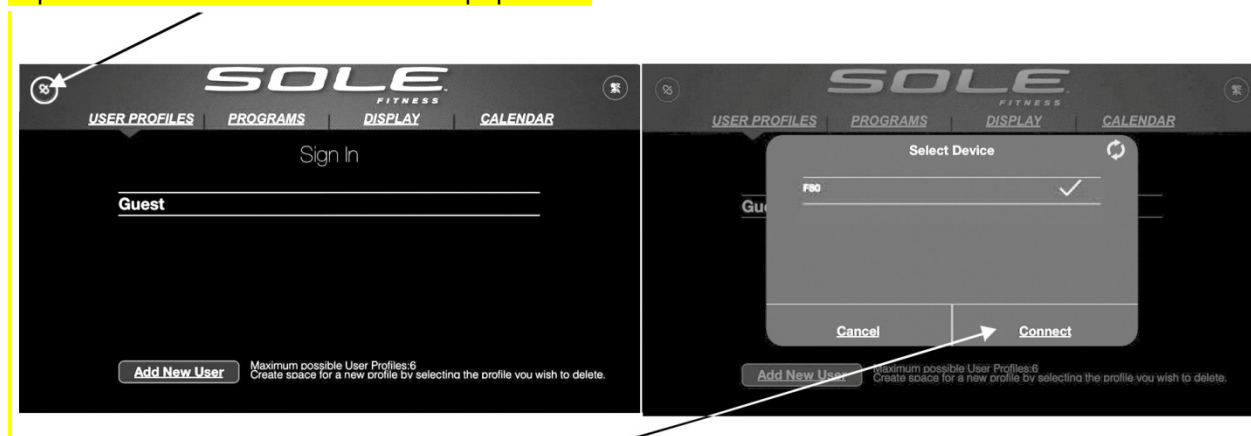 SOLE
FITNESS
USER PROFILES PROGRAMS DISPLAY CALENDAR
Sign In
Guest
Add New User
Maximum possible User Profiles:6
Create space for a new profile by selecting the profile you wish to delete.
繁
SOLE
FITNESS
USER PROFILES PROGRAMS DISPLAY CALENDAR
Select Device
F80
Gu
Cancel Connect
Add New User
Maximum possible User Profiles:6
Create space for a new profile by selecting the profile you wish to delete.
繁